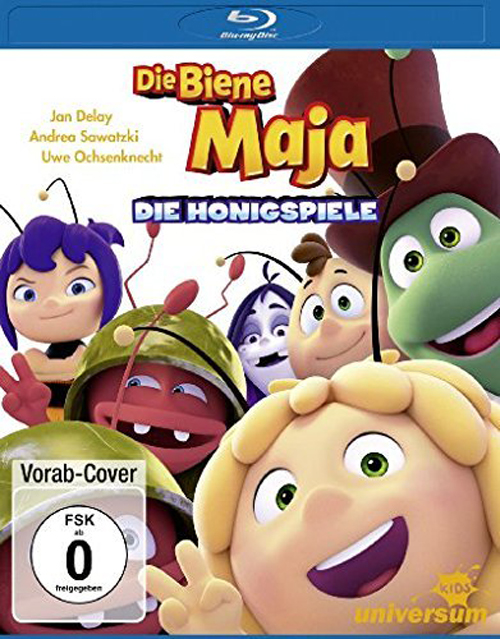 Blu-ray Disc
Die Biene
Maja
Jan Delay
Andrea Sawatzki
Uwe Ochsenknecht
DIE HONIGSPIELE
Vorab-Cover
FSK
ab
0
freigegeben
KIDS
universum